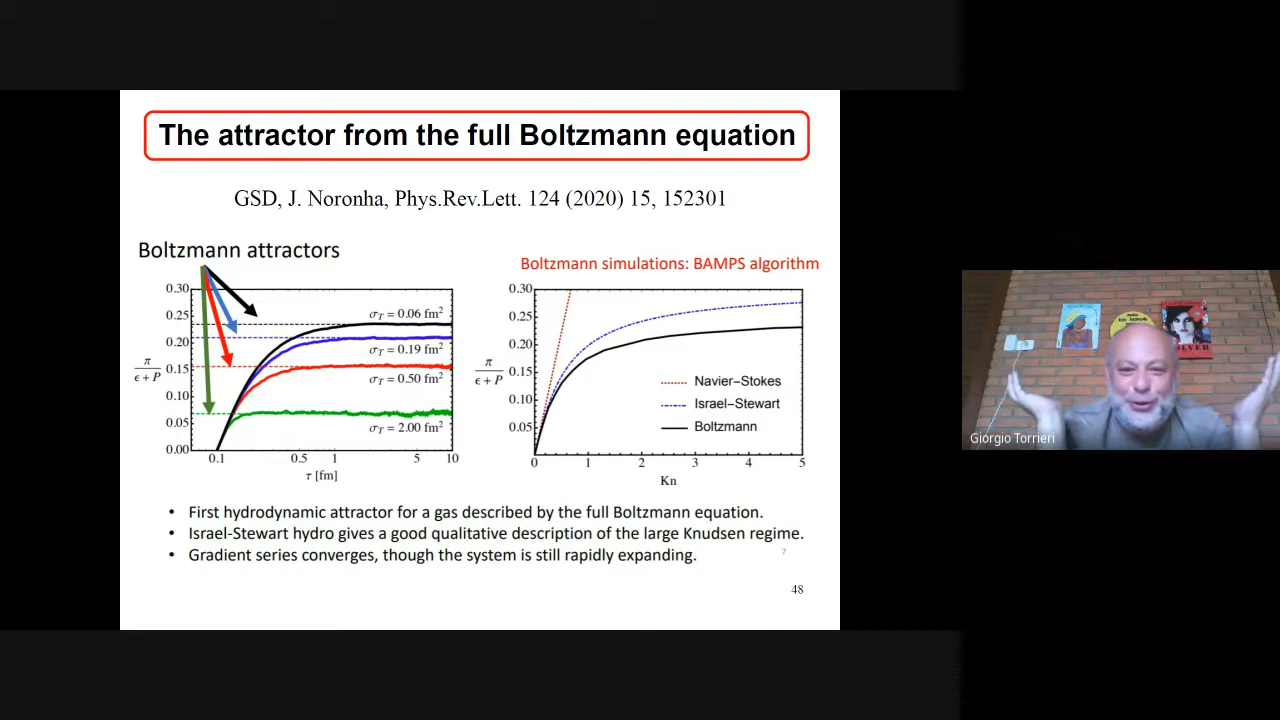 The attractor from the full Boltzmann equation
GSD, J. Noronha, Phys.Rev.Lett. 124 (2020) 15, 152301
Boltzmann attractors
0.30
0.25
0.20
0.15
0.10
0.05
0.00
π
ϵ + P
σT = 0.06 fm²
σT = 0.19 fm²
σT = 0.50 fm²
σT = 2.00 fm²
0.1 0.5 1 5 10
τ [fm]
Boltzmann simulations: BAMPS algorithm
0.30
0.25
0.20
0.15
0.10
0.05
π
ϵ + P
Navier−Stokes
Israel−Stewart
Boltzmann
0 1 2 3 4 5
Kn
• First hydrodynamic attractor for a gas described by the full Boltzmann equation.
• Israel-Stewart hydro gives a good qualitative description of the large Knudsen regime.
• Gradient series converges, though the system is still rapidly expanding.
7
48
Giorgio Torrieri